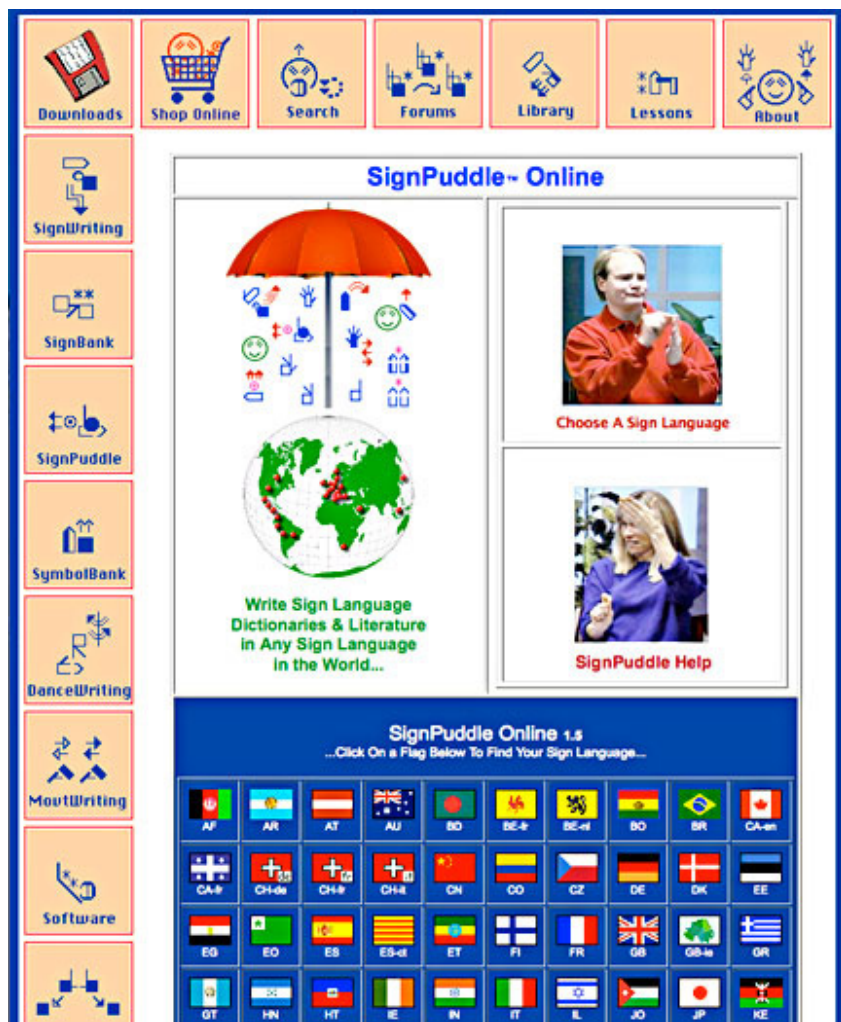 Downloads
Shop Online
Search
Forums
Library
Lessons
About
SignWriting
SignBank
SignPuddle
SymbolBank
DanceWriting
MovtWriting
Software
SignPuddle™ Online
Choose A Sign Language
Write Sign Language
Dictionaries & Literature
in Any Sign Language
in the World...
SignPuddle Help
SignPuddle Online 1.5
...Click On a Flag Below To Find Your Sign Language...
AF AR AT AU BD BE-fr BE-nl BO BR CA-en
CA-fr CH-de CH-fr CH-it CN CO CZ DE DK EE
EG EO ES ES-ct ET FI FR GB GB-ie GR
GT HN HT IE IN IT IL JO JP KE